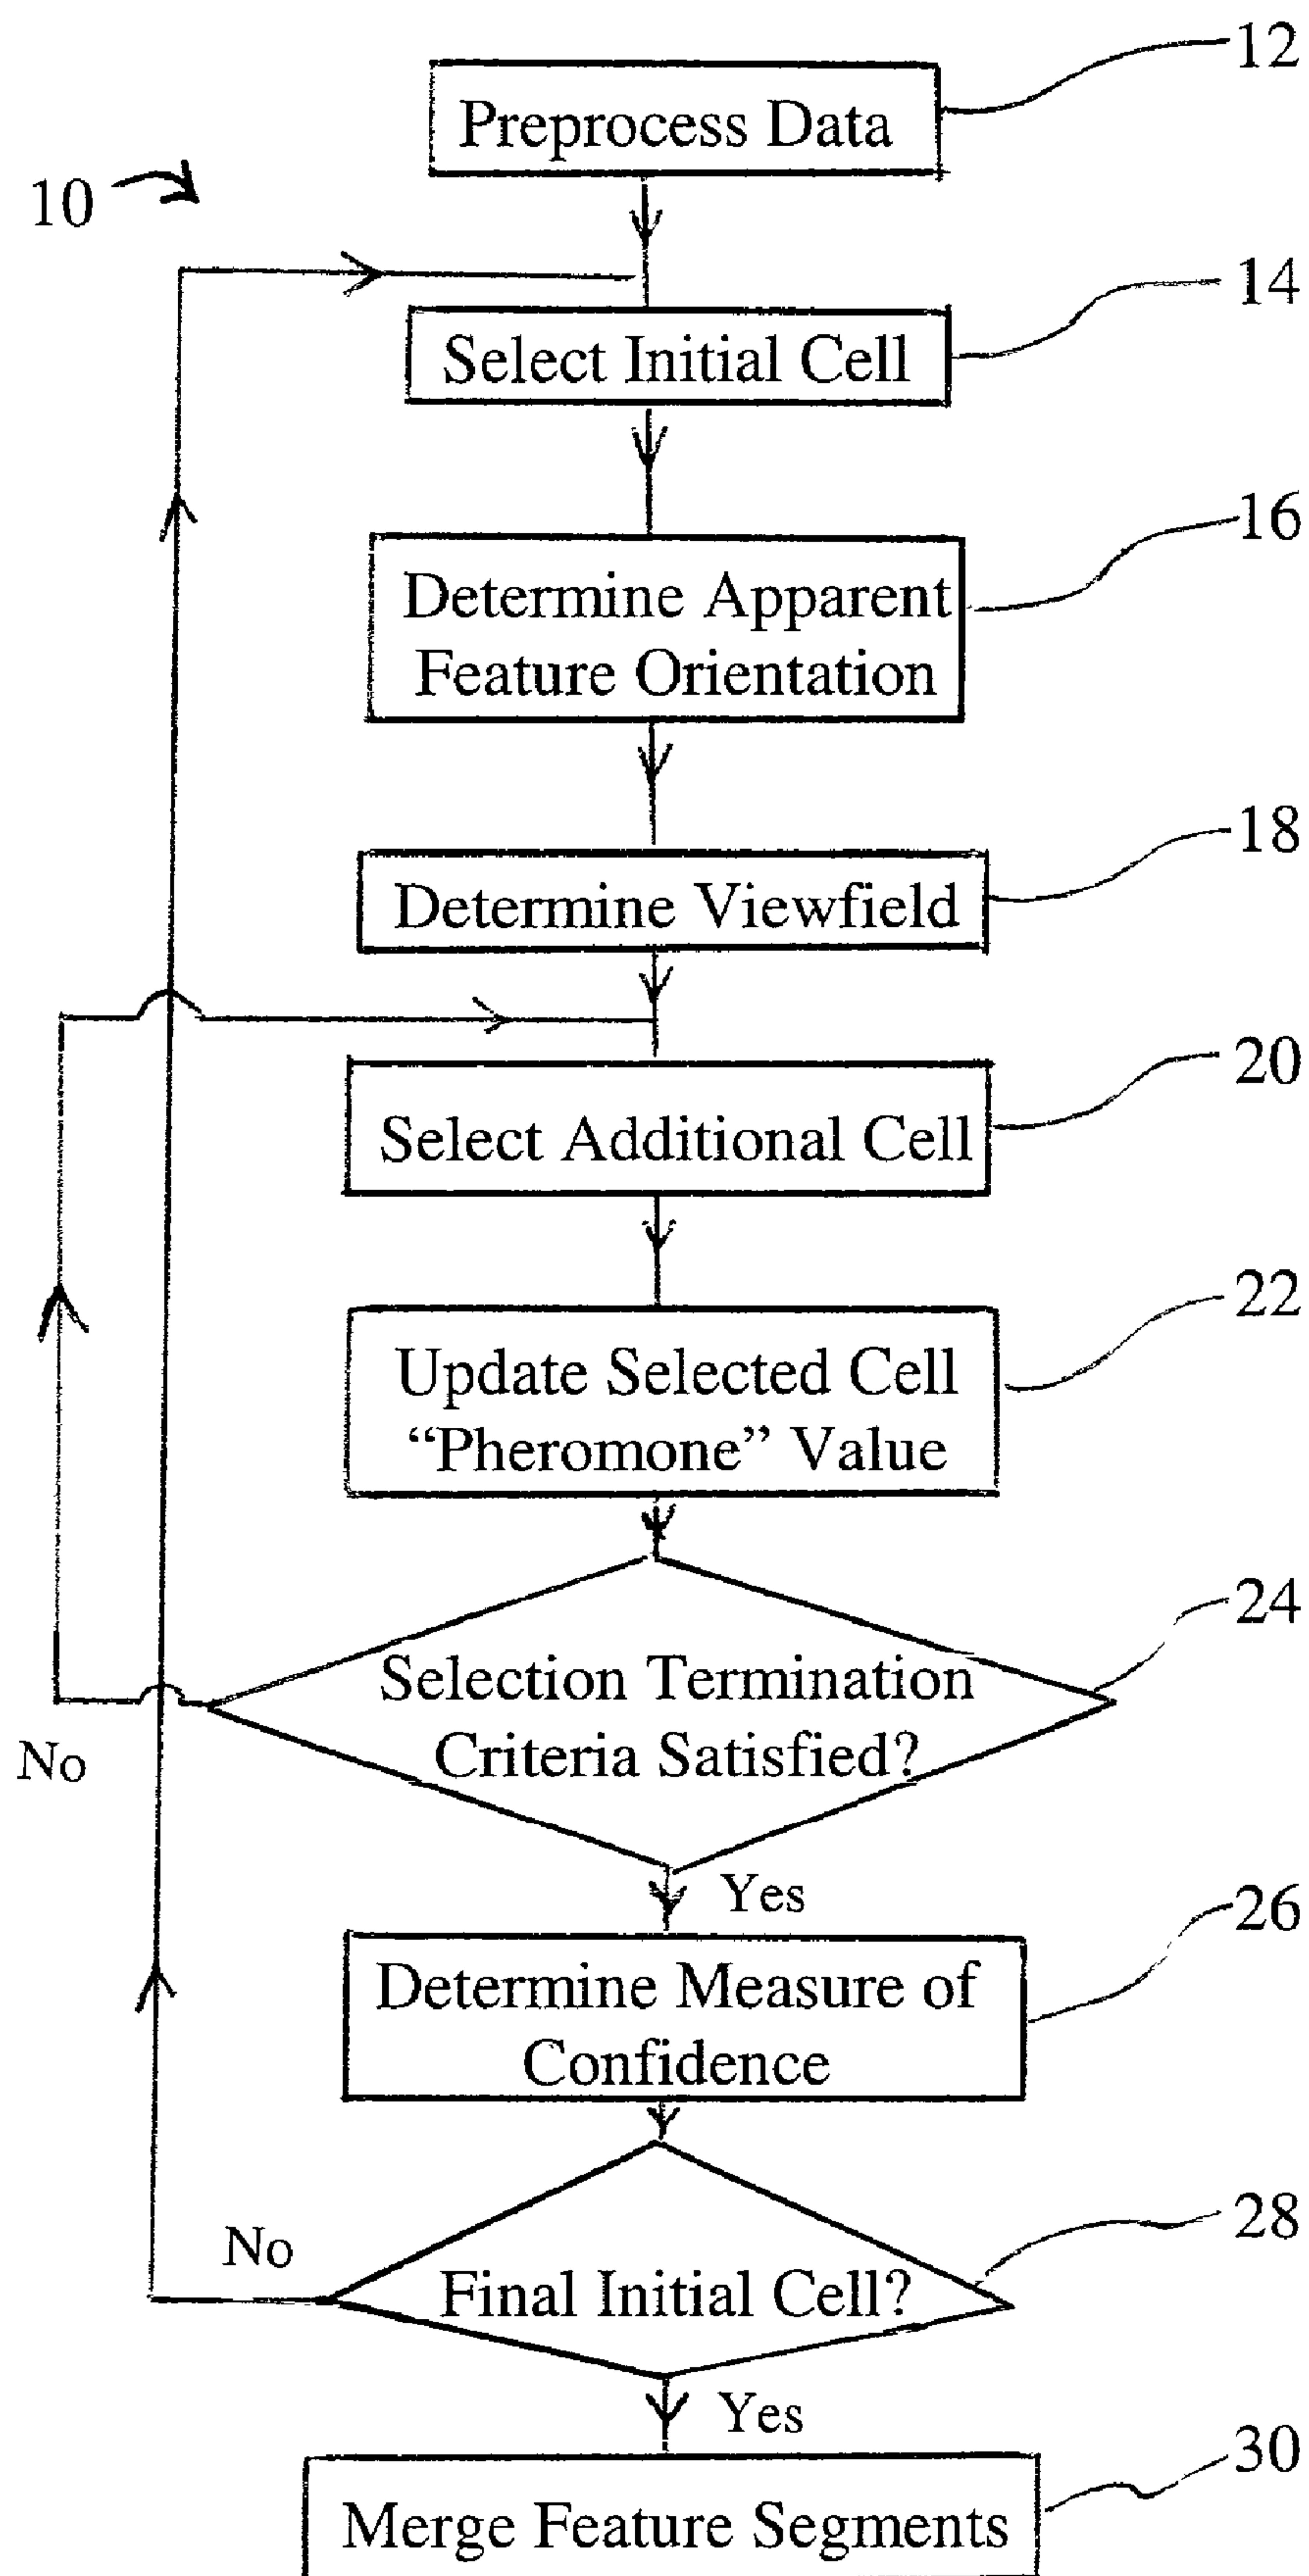 12
Preprocess Data
10
14
Select Initial Cell
16
Determine Apparent
Feature Orientation
18
Determine Viewfield
20
Select Additional Cell
22
Update Selected Cell
“Pheromone” Value
24
Selection Termination
Criteria Satisfied?
No
Yes
26
Determine Measure of
Confidence
28
No
Final Initial Cell?
Yes
30
Merge Feature Segments